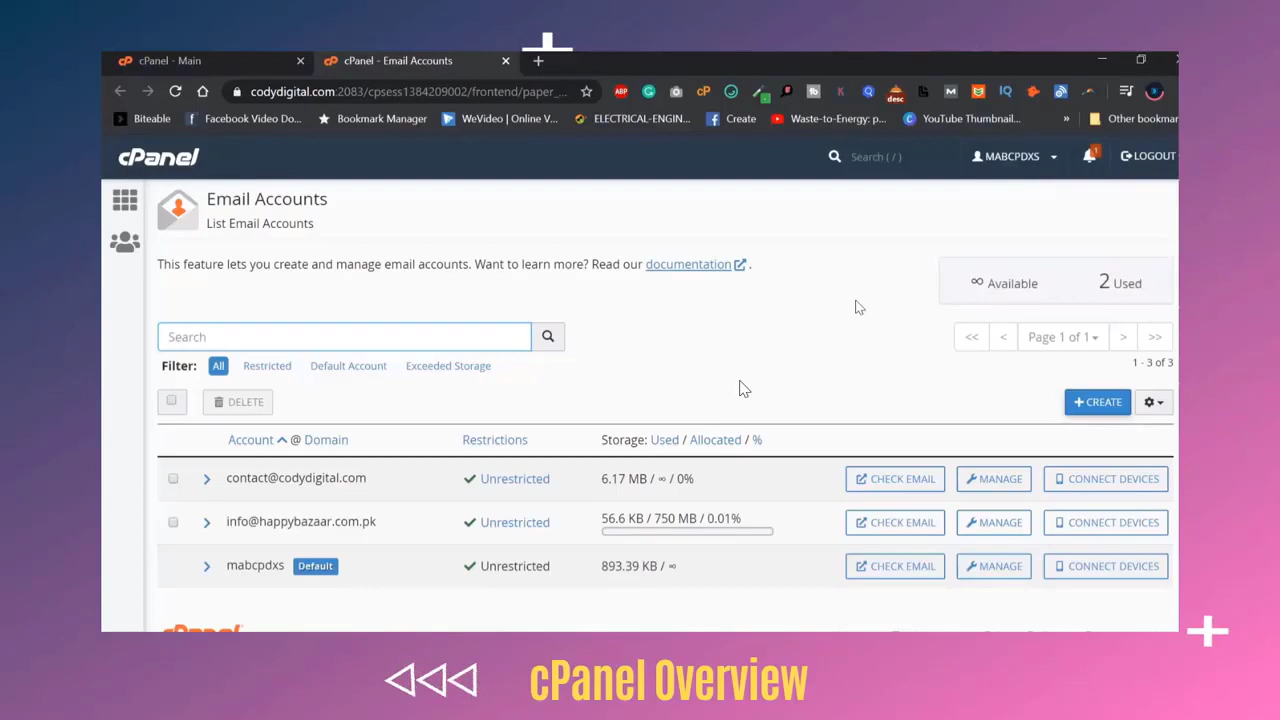 cPanel - Main
cPanel - Email Accounts
codydigital.com:2083/cpsess1384209002/frontend/paper_...
ABP
cP
desc
IQ
Biteable
Facebook Video Do...
Bookmark Manager
WeVideo | Online V...
ELECTRICAL-ENGIN...
Create
Waste-to-Energy: p...
YouTube Thumbnail...
»
Other bookmar
cPanel
Search ( / )
MABCPDXS
1
LOGOUT
Email Accounts
List Email Accounts
This feature lets you create and manage email accounts. Want to learn more? Read our documentation .
∞ Available
2 Used
Search
<< < Page 1 of 1 > >>
Filter: All Restricted Default Account Exceeded Storage
1 - 3 of 3
DELETE
+ CREATE
Account @ Domain
Restrictions
Storage: Used / Allocated / %
contact@codydigital.com
Unrestricted
6.17 MB / ∞ / 0%
CHECK EMAIL
MANAGE
CONNECT DEVICES
info@happybazaar.com.pk
Unrestricted
56.6 KB / 750 MB / 0.01%
CHECK EMAIL
MANAGE
CONNECT DEVICES
mabcpdxs Default
Unrestricted
893.39 KB / ∞
CHECK EMAIL
MANAGE
CONNECT DEVICES
cPanel Overview